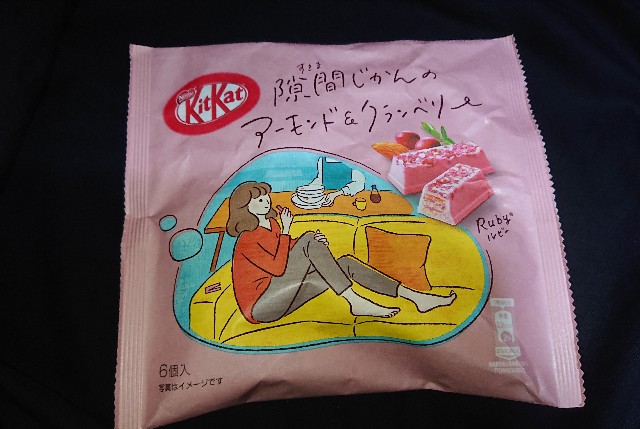 Nestlé
KitKat
すきま
隙間じかんの
アーモンド&クランベリー
Ruby
ルビー
6個入
写真はイメージです